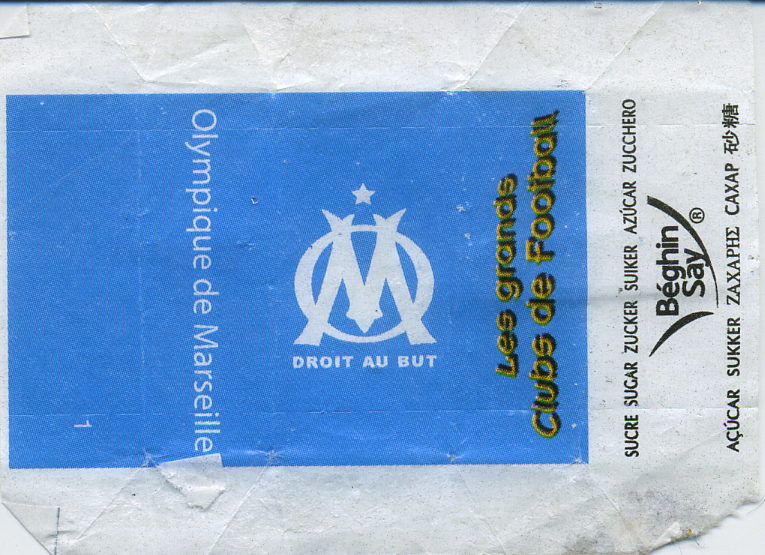 Olympique de Marseille
1
DROIT AU BUT
Les grands
Clubs de Football
SUCRE SUGAR ZUCKER SUIKER AZÚCAR ZUCCHERO
Béghin
Say ®
AÇÚCAR SUKKER ΖΑΧΑΡΗΣ CAXAP 砂糖